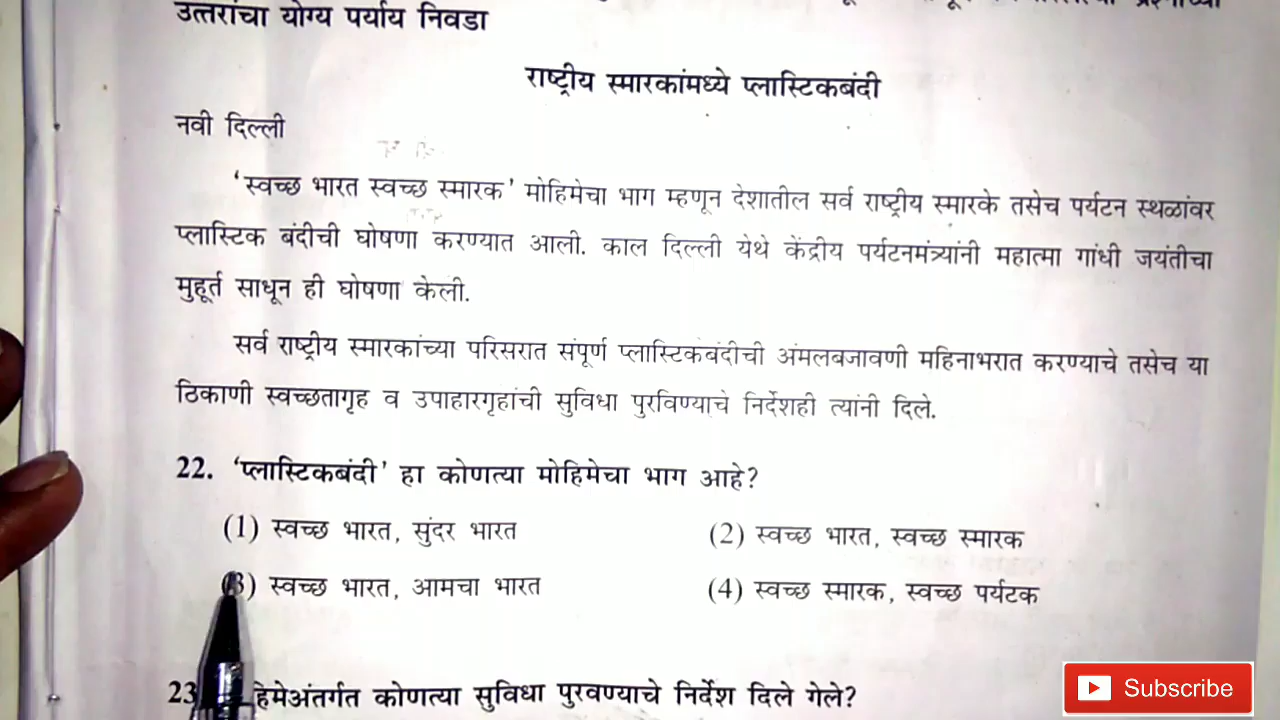 उत्तरांचा योग्य पर्याय निवडा
राष्ट्रीय स्मारकांमध्ये प्लास्टिकबंदी
नवी दिल्ली
'स्वच्छ भारत स्वच्छ स्मारक' मोहिमेचा भाग म्हणून देशातील सर्व राष्ट्रीय स्मारके तसेच पर्यटन स्थळांवर
प्लास्टिक बंदीची घोषणा करण्यात आली. काल दिल्ली येथे केंद्रीय पर्यटनमंत्र्यांनी महात्मा गांधी जयंतीचा
मुहूर्त साधून ही घोषणा केली.
सर्व राष्ट्रीय स्मारकांच्या परिसरात संपूर्ण प्लास्टिकबंदीची अंमलबजावणी महिनाभरात करण्याचे तसेच या
ठिकाणी स्वच्छतागृह व उपाहारगृहांची सुविधा पुरविण्याचे निर्देशही त्यांनी दिले.
22. 'प्लास्टिकबंदी' हा कोणत्या मोहिमेचा भाग आहे?
(1) स्वच्छ भारत, सुंदर भारत (2) स्वच्छ भारत, स्वच्छ स्मारक
(3) स्वच्छ भारत, आमचा भारत (4) स्वच्छ स्मारक, स्वच्छ पर्यटक
23 हिमेअंतर्गत कोणत्या सुविधा पुरवण्याचे निर्देश दिले गेले?
Subscribe